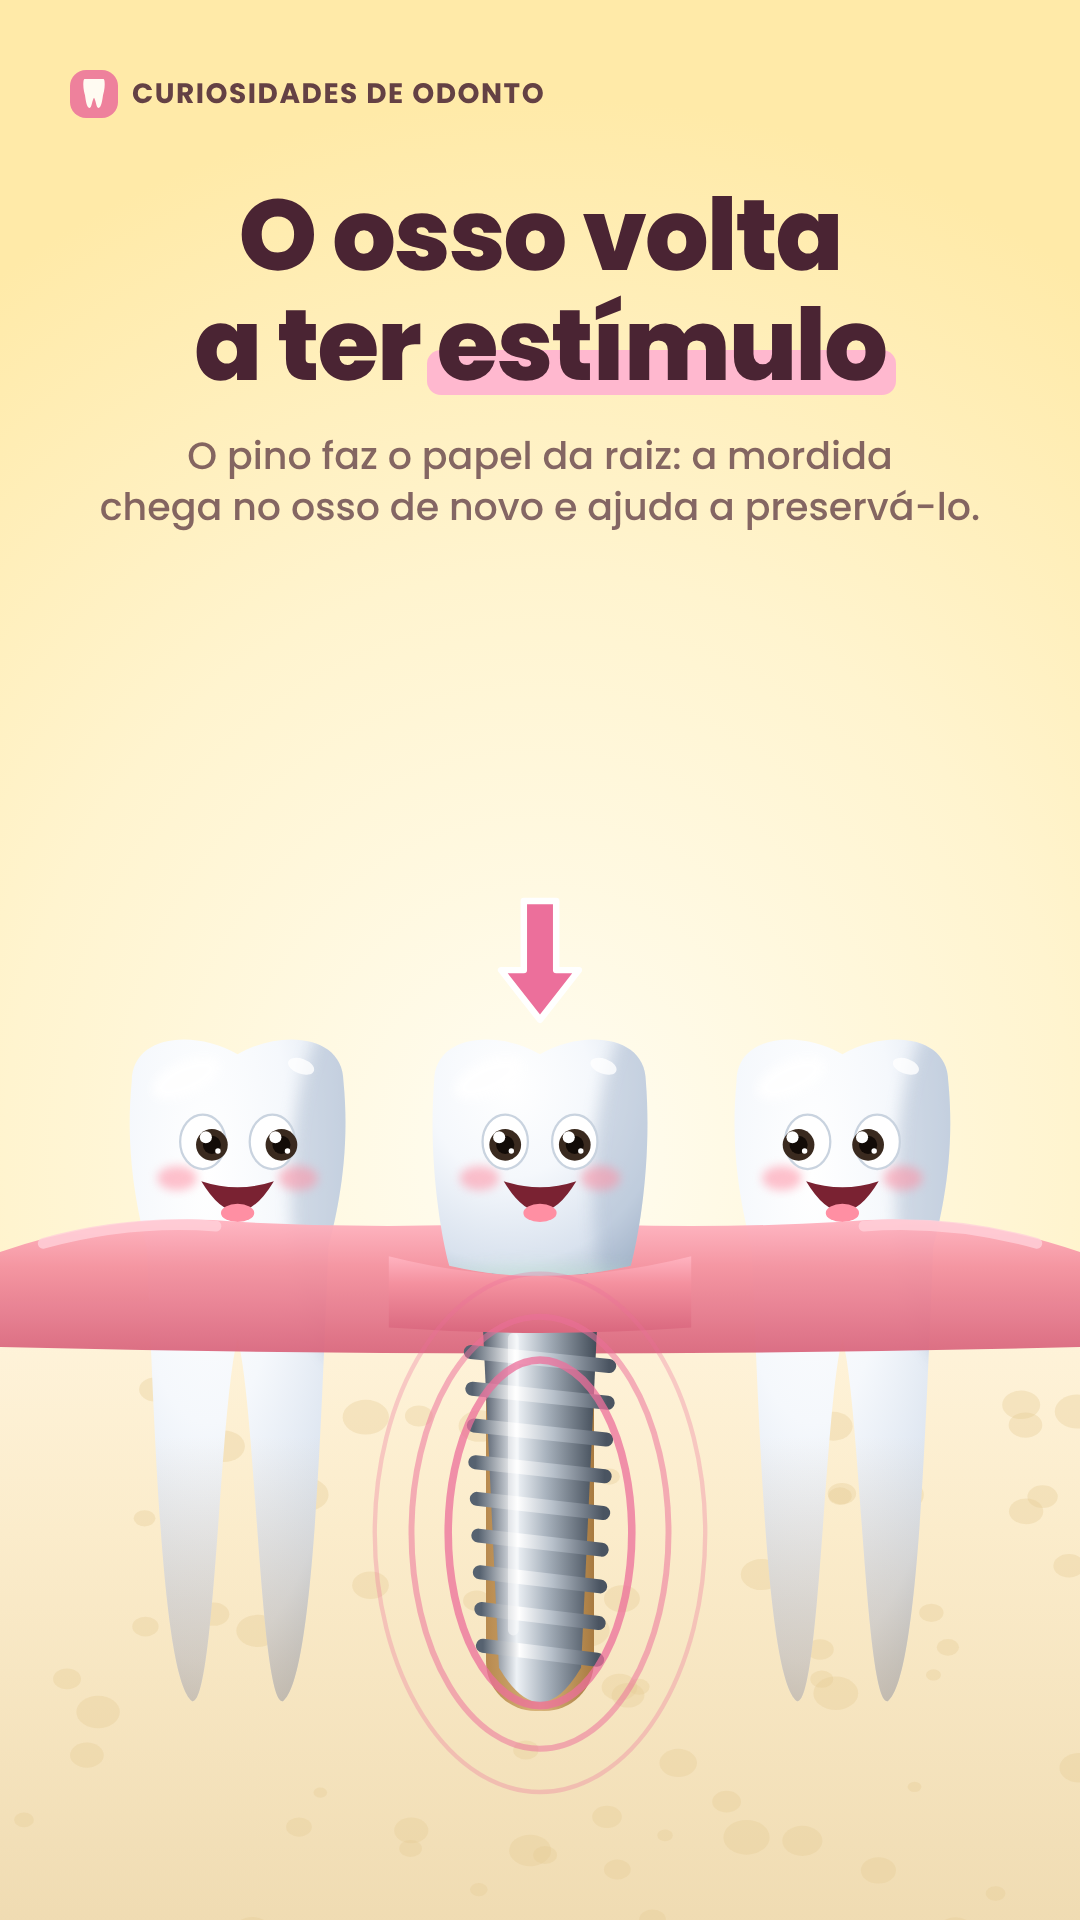 CURIOSIDADES DE ODONTO
O osso volta
a ter estímulo
O pino faz o papel da raiz: a mordida
chega no osso de novo e ajuda a preservá-lo.